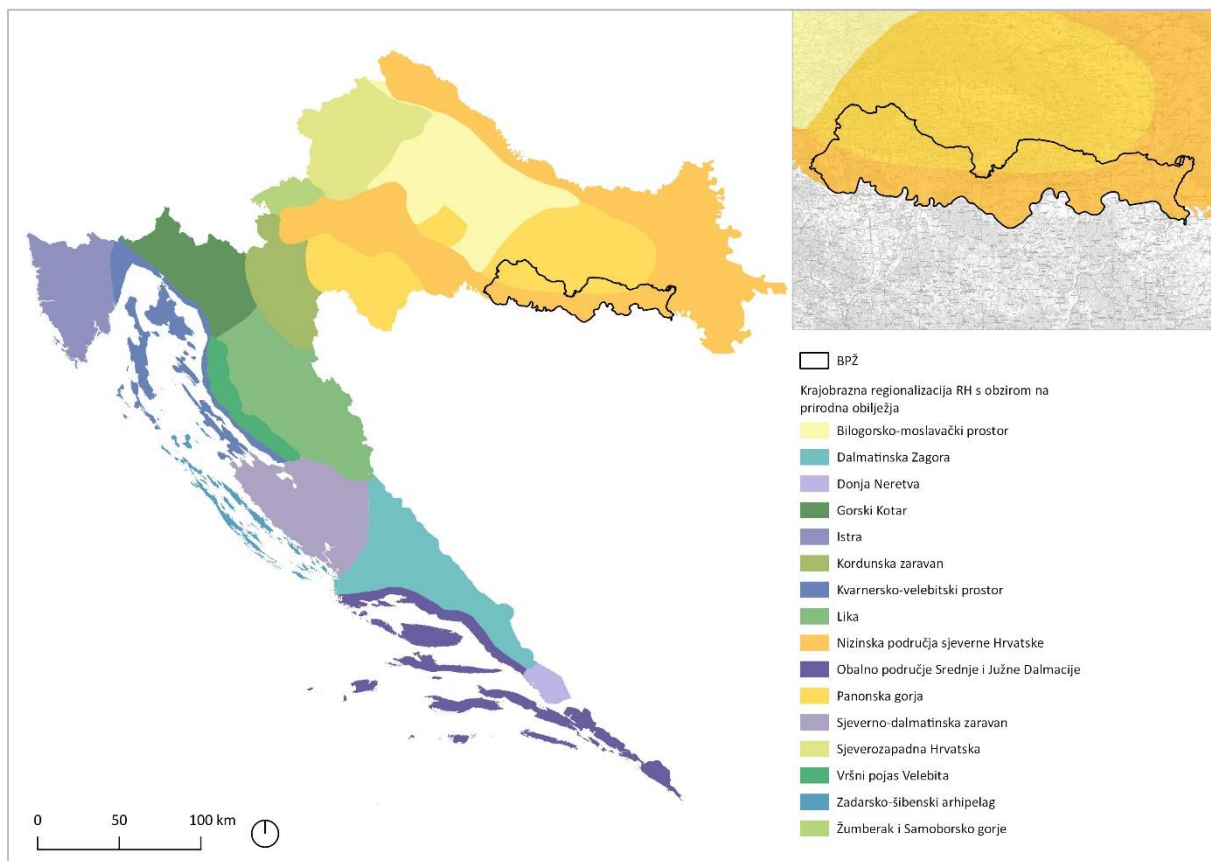 BPŽ
Krajobrazna regionalizacija RH s obzirom na
prirodna obilježja
Bilogorsko-moslavački prostor
Dalmatinska Zagora
Donja Neretva
Gorski Kotar
Istra
Kordunska zaravan
Kvarnersko-velebitski prostor
Lika
Nizinska područja sjeverne Hrvatske
Obalno područje Srednje i Južne Dalmacije
Panonska gorja
Sjeverno-dalmatinska zaravan
Sjeverozapadna Hrvatska
Vršni pojas Velebita
Zadarsko-šibenski arhipelag
Žumberak i Samoborsko gorje
0 50 100 km